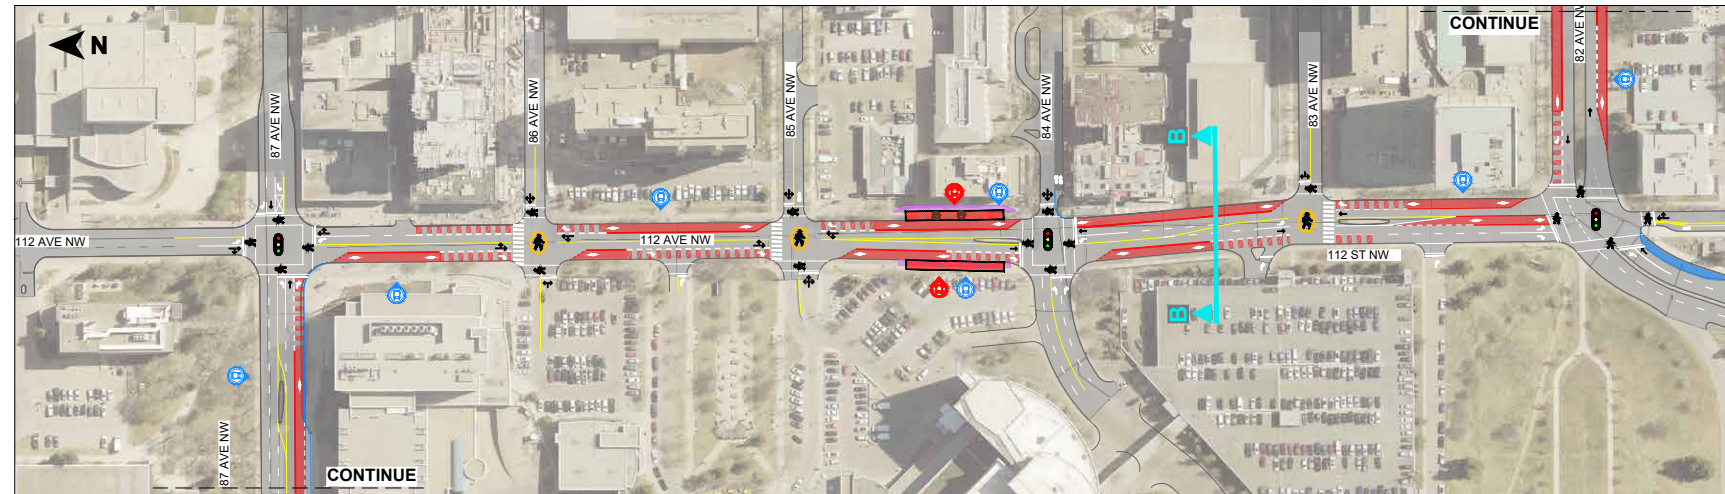 CONTINUE
N
87 AVE NW
86 AVE NW
85 AVE NW
84 AVE NW
83 AVE NW
82 AVE NW
B
112 AVE NW
112 AVE NW
112 ST NW
B
87 AVE NW
CONTINUE